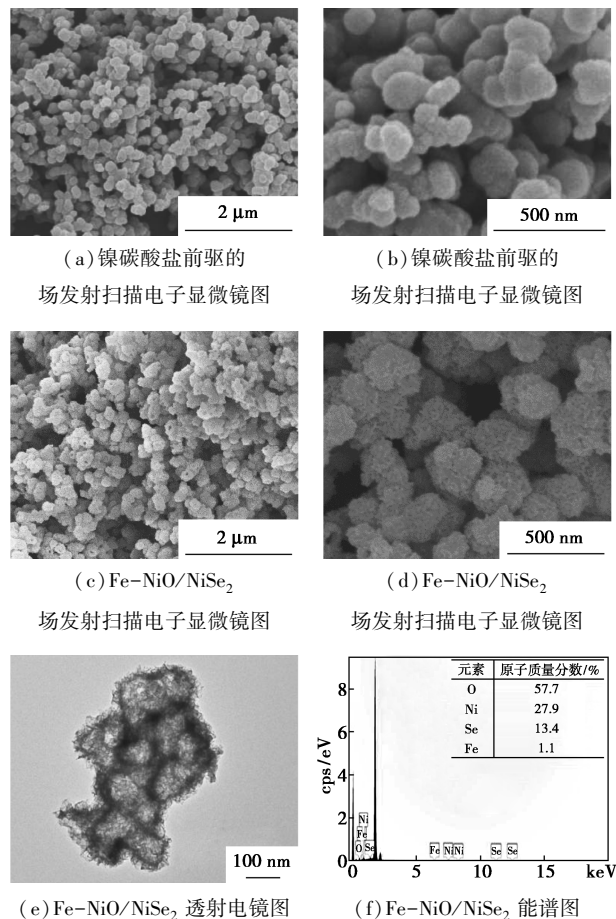 2 μm
500 nm
(a)镍碳酸盐前驱的
场发射扫描电子显微镜图
(b)镍碳酸盐前驱的
场发射扫描电子显微镜图
2 μm
500 nm
(c)Fe-NiO/NiSe₂
场发射扫描电子显微镜图
(d)Fe-NiO/NiSe₂
场发射扫描电子显微镜图
100 nm
元素 原子质量分数/%
O 57.7
Ni 27.9
Se 13.4
Fe 1.1
cps/eV
8
6
4
2
0
Ni
Fe
O Se
Fe Ni Ni Se Se
0 5 10 15 20
keV
(e)Fe-NiO/NiSe₂ 透射电镜图
(f)Fe-NiO/NiSe₂ 能谱图